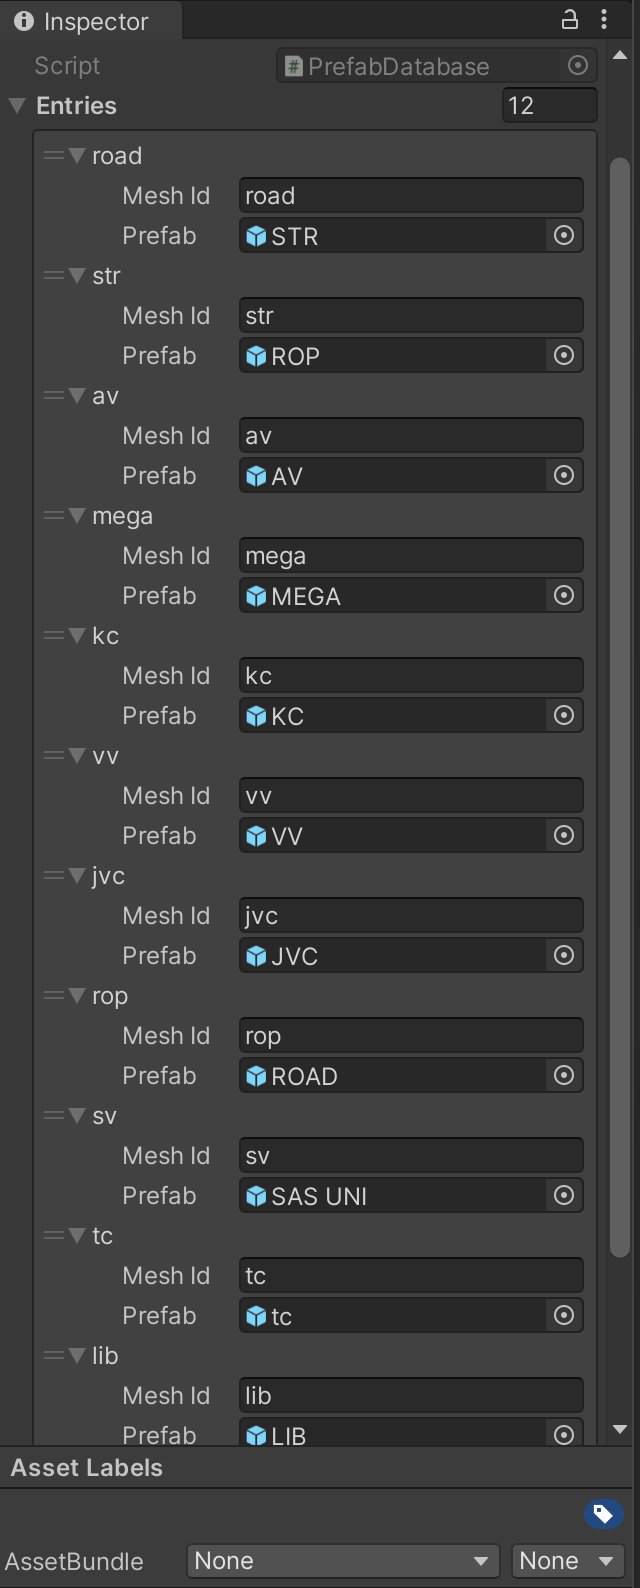 Inspector
Script PrefabDatabase
Entries 12
road
Mesh Id road
Prefab STR
str
Mesh Id str
Prefab ROP
av
Mesh Id av
Prefab AV
mega
Mesh Id mega
Prefab MEGA
kc
Mesh Id kc
Prefab KC
vv
Mesh Id vv
Prefab VV
jvc
Mesh Id jvc
Prefab JVC
rop
Mesh Id rop
Prefab ROAD
sv
Mesh Id sv
Prefab SAS UNI
tc
Mesh Id tc
Prefab tc
lib
Mesh Id lib
Prefab LIB
Asset Labels
AssetBundle None None